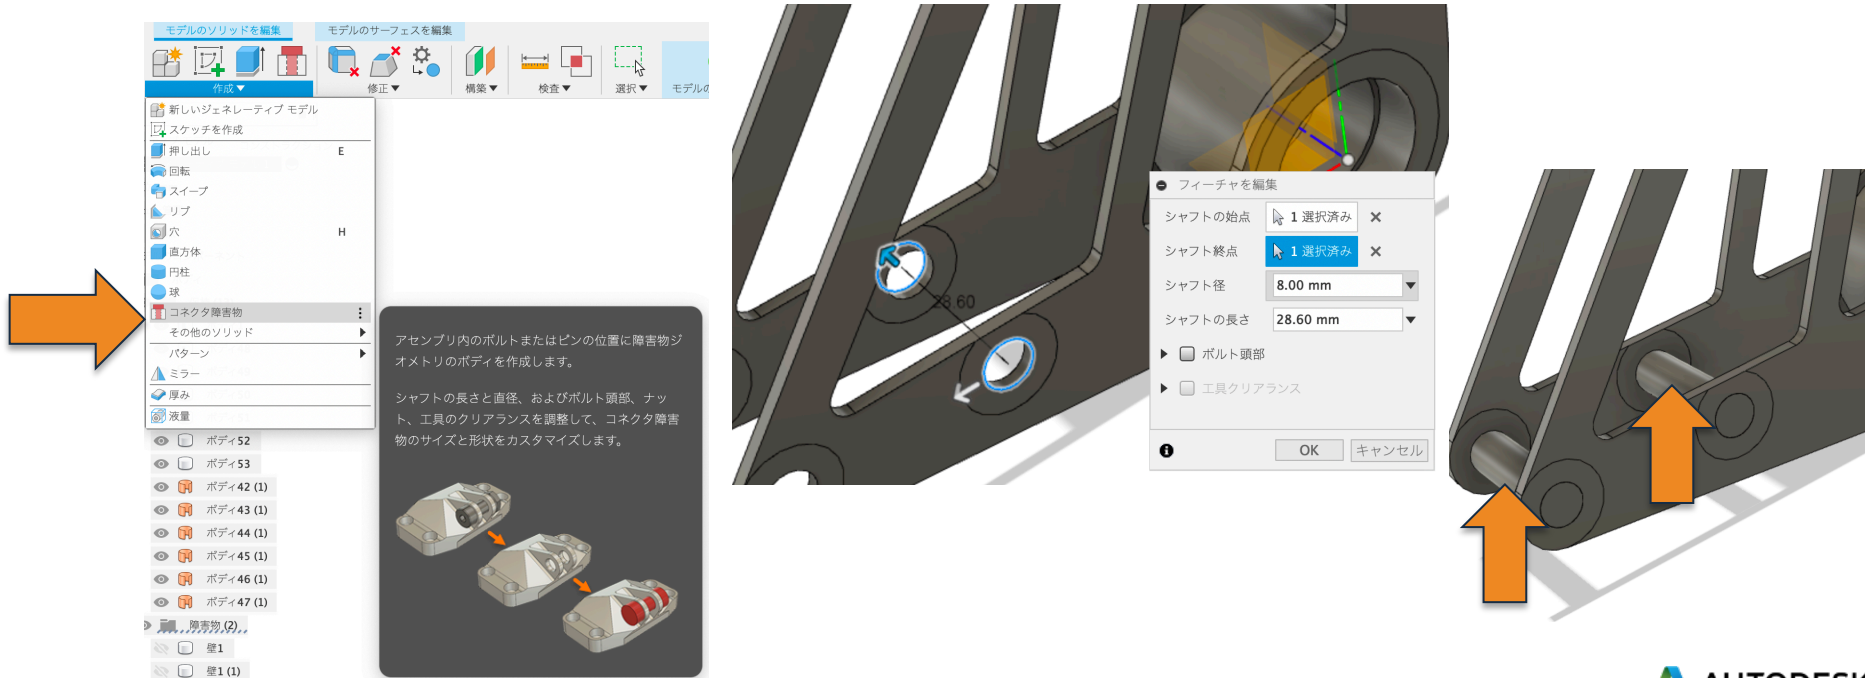 モデルのソリッドを編集
モデルのサーフェスを編集
作成▼
修正▼
構築▼
検査▼
選択▼
モデルの
新しいジェネレーティブ モデル
スケッチを作成
押し出し E
回転
スイープ
リブ
穴 H
直方体
円柱
球
コネクタ障害物
その他のソリッド
パターン
ミラー
厚み
液量
ボディ52
ボディ53
ボディ42 (1)
ボディ43 (1)
ボディ44 (1)
ボディ45 (1)
ボディ46 (1)
ボディ47 (1)
障害物 (2)
壁1
壁1 (1)
アセンブリ内のボルトまたはピンの位置に障害物ジ
オメトリのボディを作成します。
シャフトの長さと直径、およびボルト頭部、ナッ
ト、工具のクリアランスを調整して、コネクタ障害
物のサイズと形状をカスタマイズします。
28.60
フィーチャを編集
シャフトの始点 1 選択済み
シャフト終点 1 選択済み
シャフト径 8.00 mm
シャフトの長さ 28.60 mm
ボルト頭部
工具クリアランス
OK キャンセル
AUTODESK